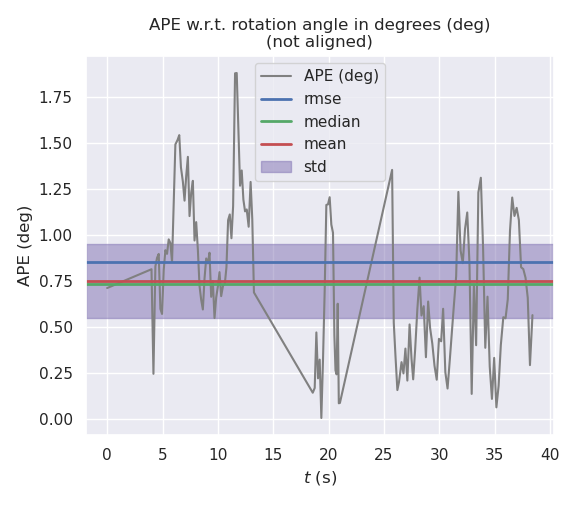 APE w.r.t. rotation angle in degrees (deg)
(not aligned)
APE (deg)
rmse
median
mean
std
APE (deg)
1.75
1.50
1.25
1.00
0.75
0.50
0.25
0.00
0 5 10 15 20 25 30 35 40
t (s)